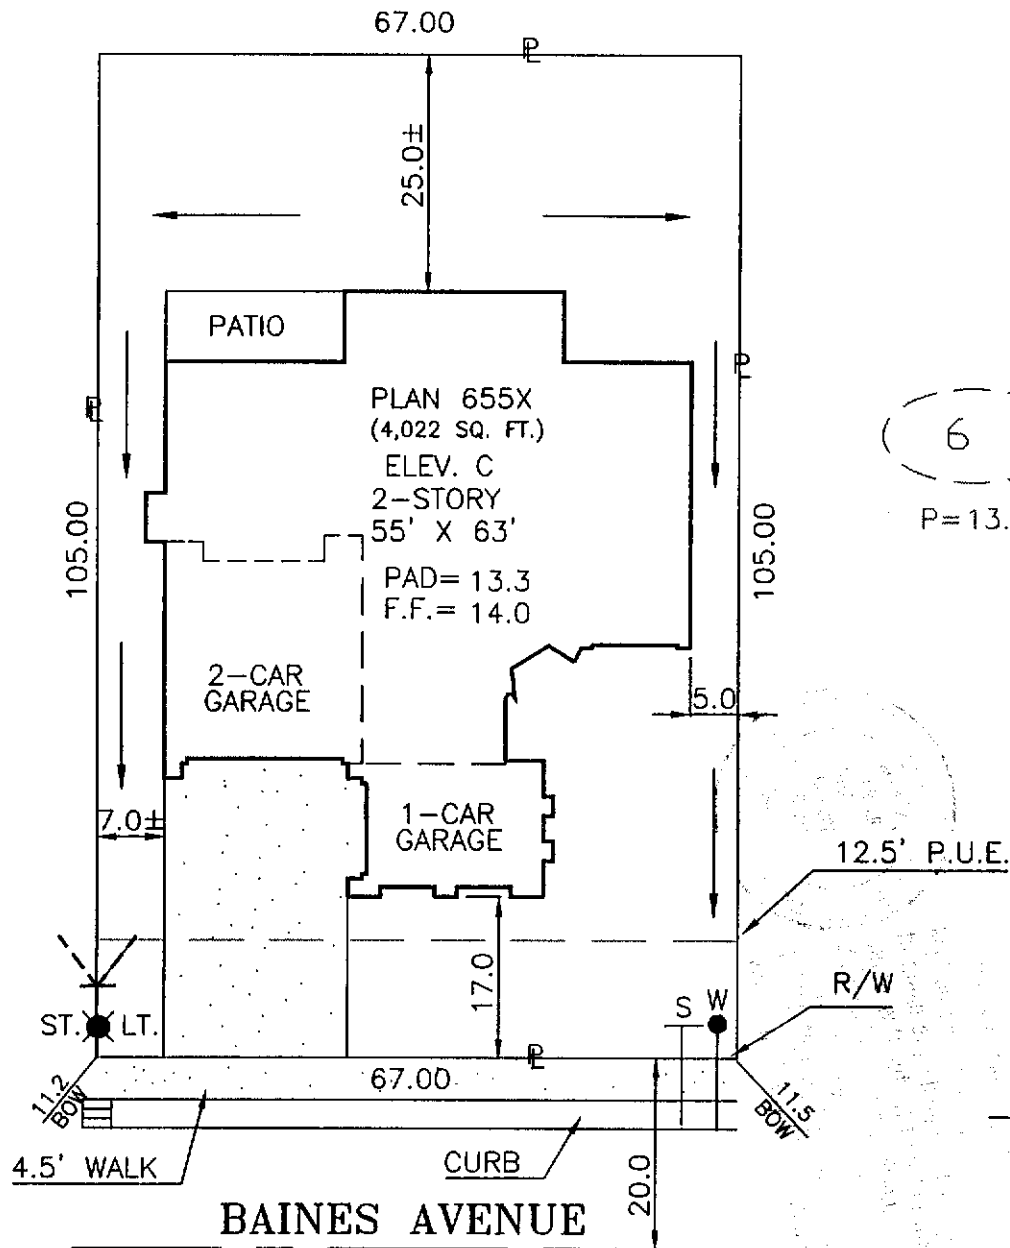 67.00
PL
25.0±
PATIO
PLAN 655X
(4,022 SQ. FT.)
ELEV. C
2-STORY
55' X 63'
PAD= 13.3
F.F.= 14.0
PL
PL
105.00
105.00
6
P=13.
2-CAR
GARAGE
5.0
7.0±
1-CAR
GARAGE
12.5' P.U.E.
17.0
R/W
S W
ST. LT.
PL
67.00
11.2
BOW
11.5
BOW
4.5' WALK
CURB
20.0
BAINES AVENUE